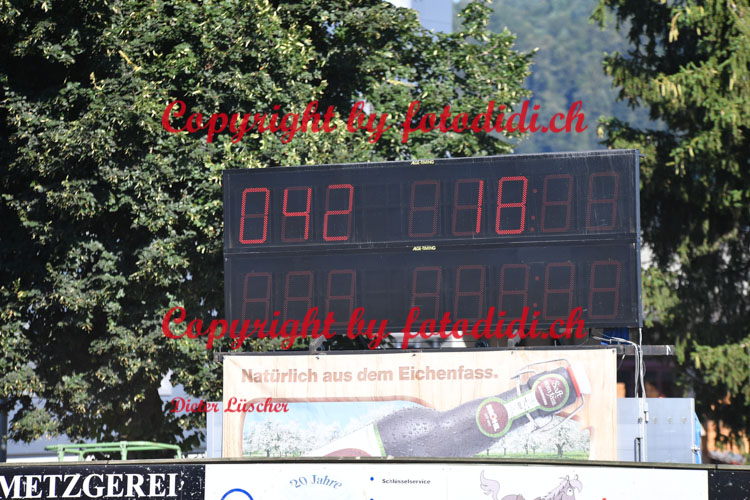 Copyright by fotodidi.ch
ALGE-TIMING
042 18
ALGE-TIMING
Copyright by fotodidi.ch
Natürlich aus dem Eichenfass.
Dieter Lüscher
METZGEREI
20 Jahre
Schlüsselservice